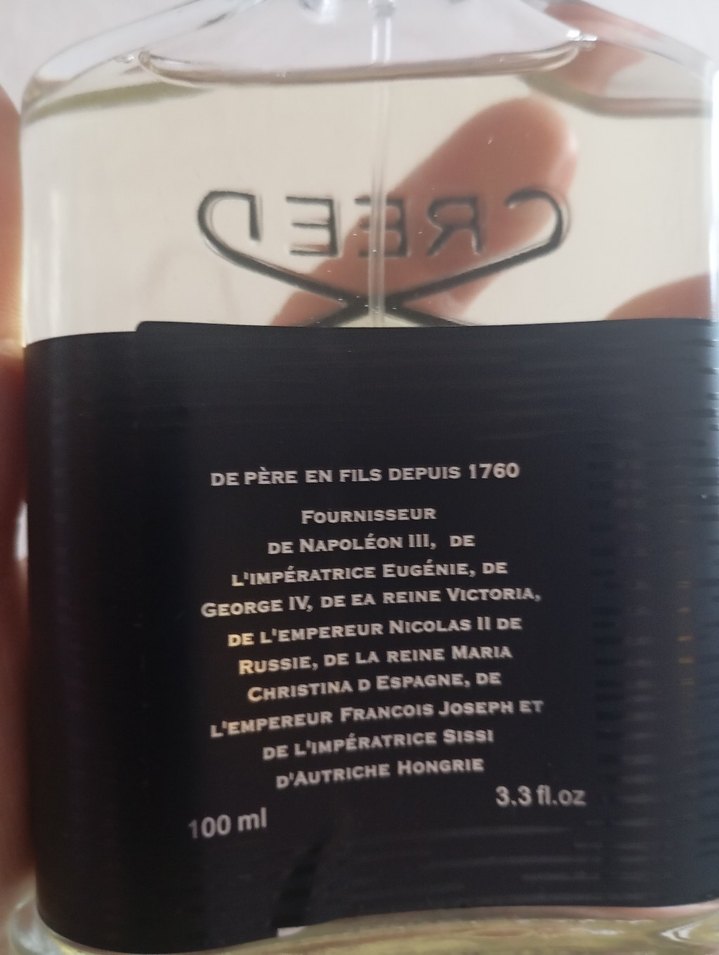 CREED
DE PÈRE EN FILS DEPUIS 1760
FOURNISSEUR
DE NAPOLÉON III, DE
L'IMPÉRATRICE EUGÉNIE, DE
GEORGE IV, DE EA REINE VICTORIA,
DE L'EMPEREUR NICOLAS II DE
RUSSIE, DE LA REINE MARIA
CHRISTINA D ESPAGNE, DE
L'EMPEREUR FRANCOIS JOSEPH ET
DE L'IMPÉRATRICE SISSI
D'AUTRICHE HONGRIE
100 ml 3.3 fl.oz